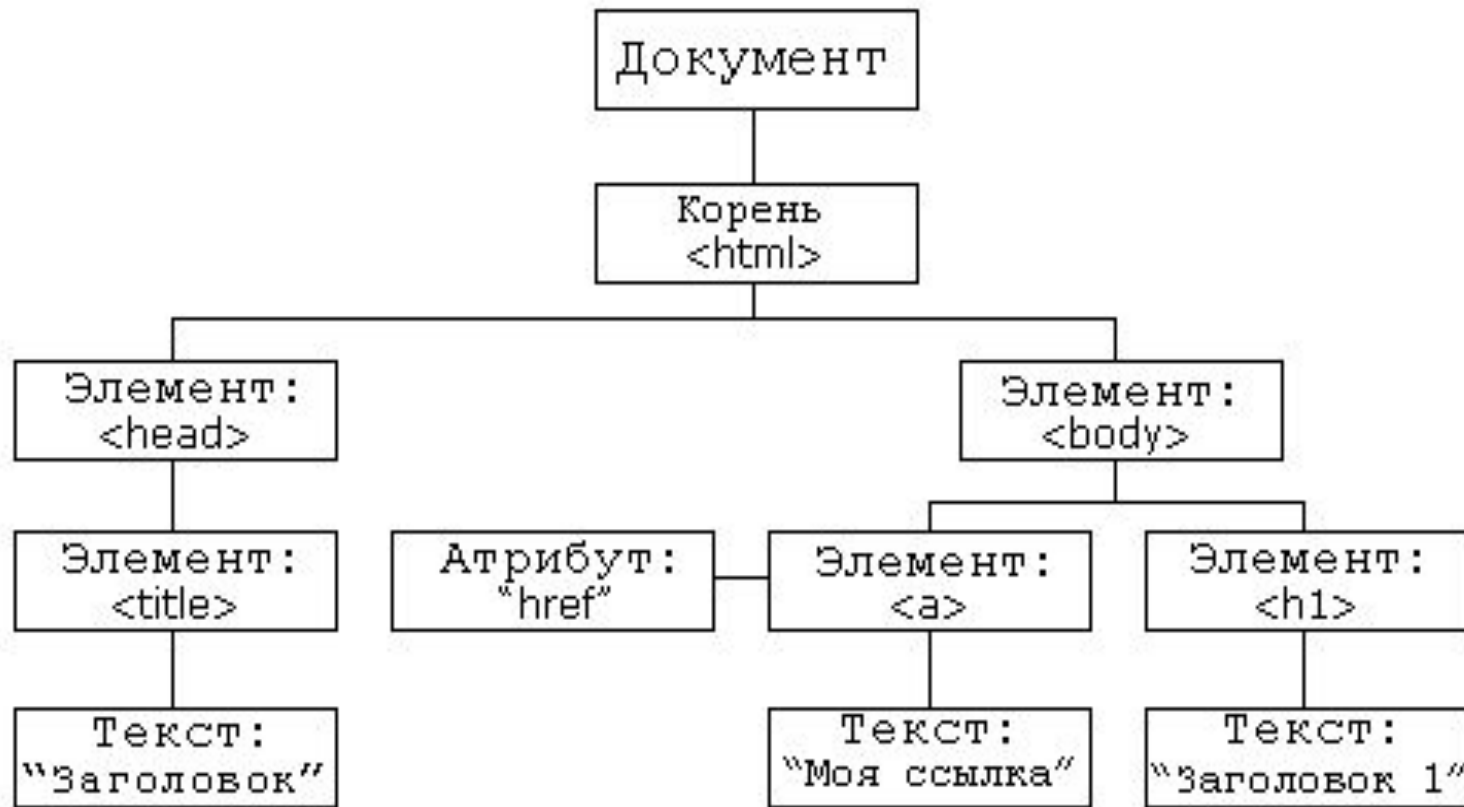 Документ
Корень
<html>
Элемент:
<head>
Элемент:
<body>
Элемент:
<title>
Атрибут:
“href”
Элемент:
<a>
Элемент:
<h1>
Текст:
“Заголовок”
Текст:
“Моя ссылка”
Текст:
“Заголовок 1”